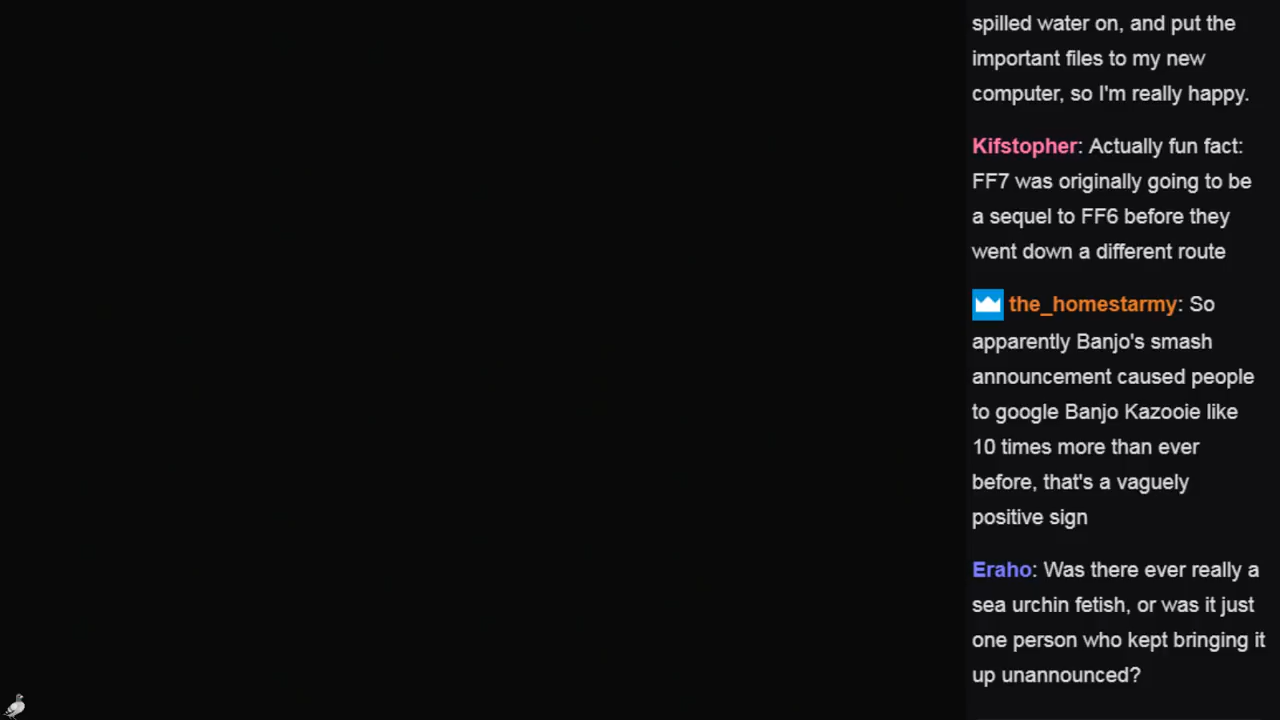 spilled water on, and put the
important files to my new
computer, so I'm really happy.
Kifstopher: Actually fun fact:
FF7 was originally going to be
a sequel to FF6 before they
went down a different route
the_homestarmy: So
apparently Banjo's smash
announcement caused people
to google Banjo Kazooie like
10 times more than ever
before, that's a vaguely
positive sign
Eraho: Was there ever really a
sea urchin fetish, or was it just
one person who kept bringing it
up unannounced?